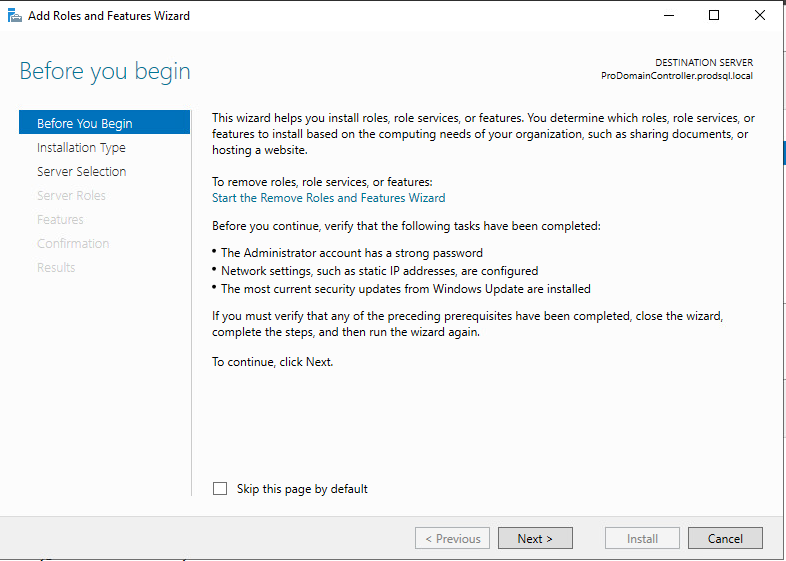 Add Roles and Features Wizard
Before you begin
DESTINATION SERVER
ProDomainController.prodsql.local
Before You Begin
Installation Type
Server Selection
Server Roles
Features
Confirmation
Results
This wizard helps you install roles, role services, or features. You determine which roles, role services, or
features to install based on the computing needs of your organization, such as sharing documents, or
hosting a website.
To remove roles, role services, or features:
Start the Remove Roles and Features Wizard
Before you continue, verify that the following tasks have been completed:
• The Administrator account has a strong password
• Network settings, such as static IP addresses, are configured
• The most current security updates from Windows Update are installed
If you must verify that any of the preceding prerequisites have been completed, close the wizard,
complete the steps, and then run the wizard again.
To continue, click Next.
Skip this page by default
< Previous
Next >
Install
Cancel